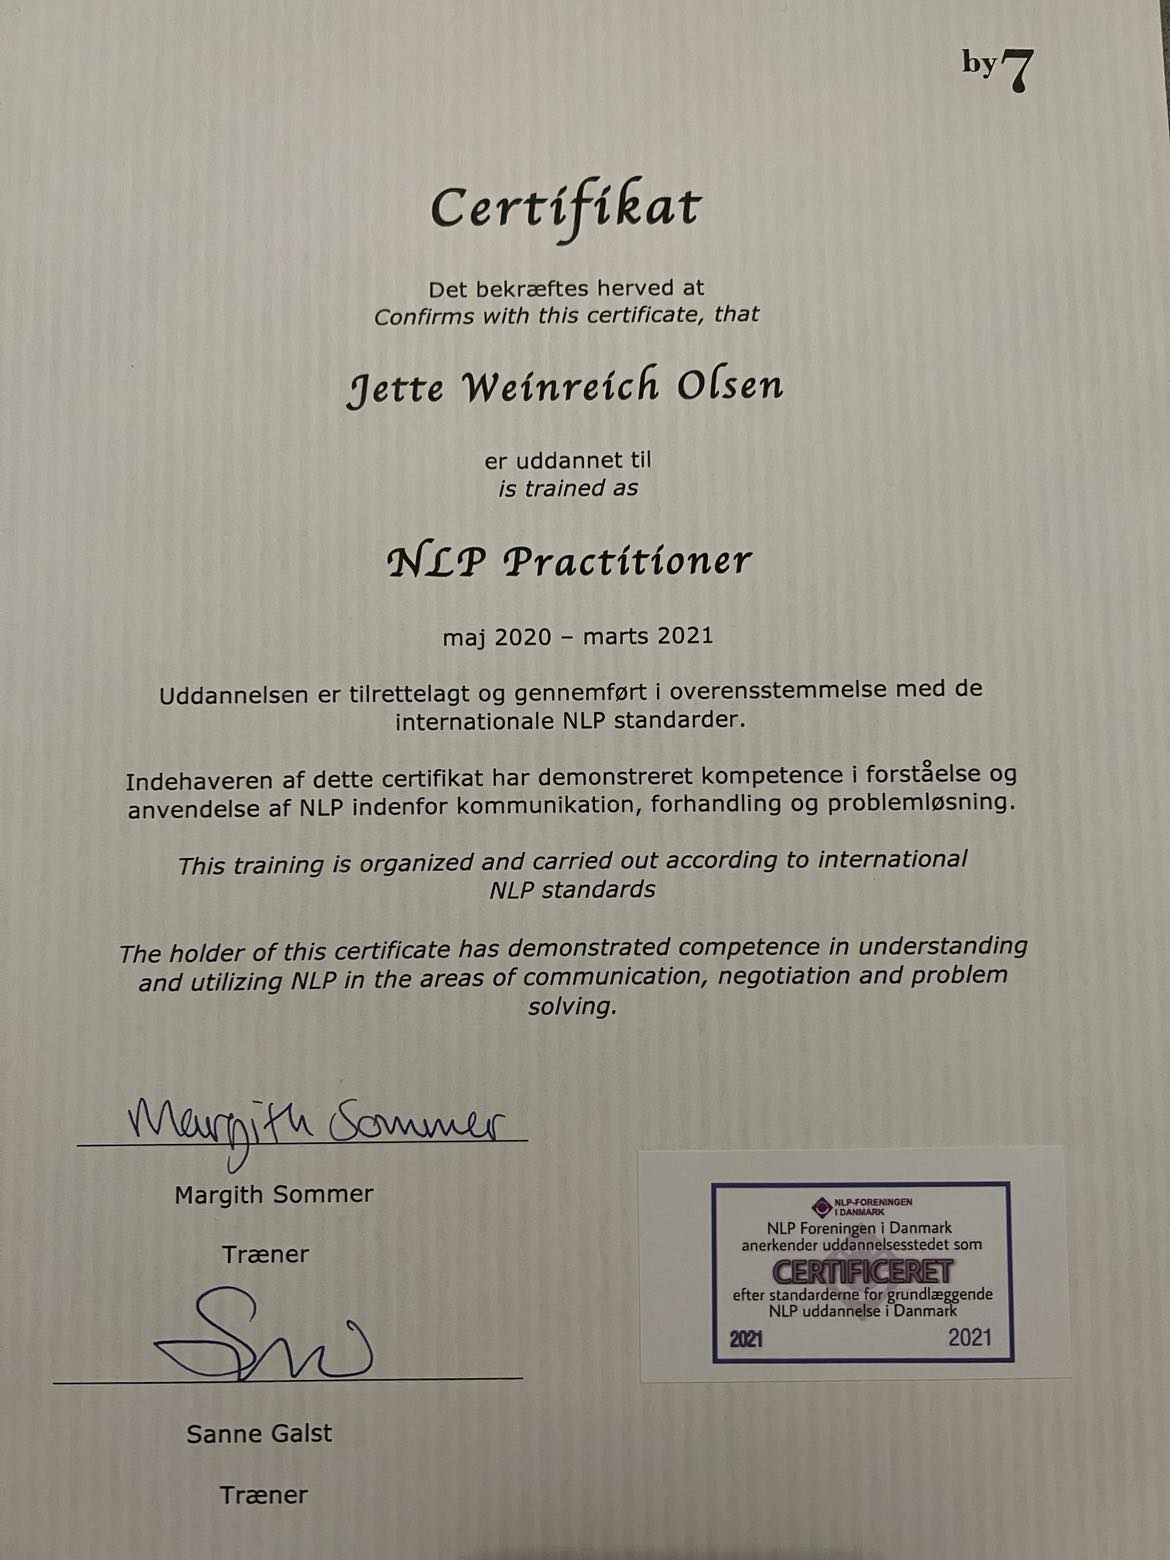 by7
Certifikat
Det bekræftes herved at
Confirms with this certificate, that
Jette Weinreich Olsen
er uddannet til
is trained as
NLP Practitioner
maj 2020 – marts 2021
Uddannelsen er tilrettelagt og gennemført i overensstemmelse med de
internationale NLP standarder.
Indehaveren af dette certifikat har demonstreret kompetence i forståelse og
anvendelse af NLP indenfor kommunikation, forhandling og problemløsning.
This training is organized and carried out according to international
NLP standards
The holder of this certificate has demonstrated competence in understanding
and utilizing NLP in the areas of communication, negotiation and problem
solving.
Margith Sommer
Margith Sommer
Træner
Sanne Galst
Træner
NLP-FORENINGEN
I DANMARK
NLP Foreningen i Danmark
anerkender uddannelsesstedet som
CERTIFICERET
efter standarderne for grundlæggende
NLP uddannelse i Danmark
2021 2021